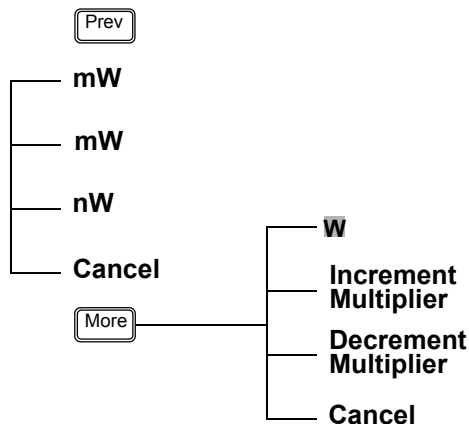 Prev
mW
mW
nW
Cancel
More
W
Increment
Multiplier
Decrement
Multiplier
Cancel